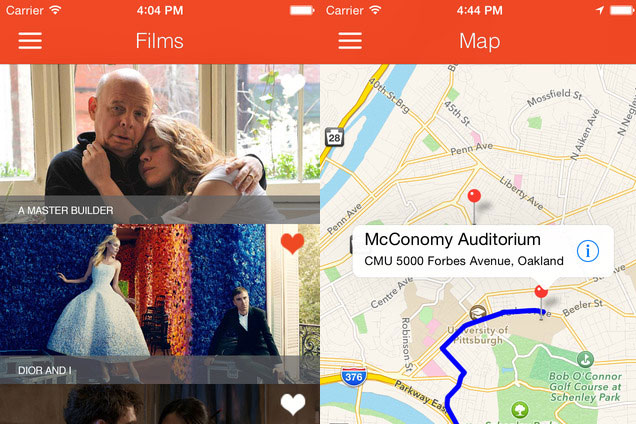 Carrier
4:04 PM
Films
A MASTER BUILDER
DIOR AND I
Carrier
4:44 PM
Map
40th St Brg
45th St
Mossfield St
N Aiken Ave
28
Penn Ave
Liberty Ave
Penn Ave
McConomy Auditorium
CMU 5000 Forbes Avenue, Oakland
i
Centre Ave
Robinson St
University of
Pittsburgh
Beeler St
376
Parkway East
Bob O'Connor
Golf Course at
Schenley Park